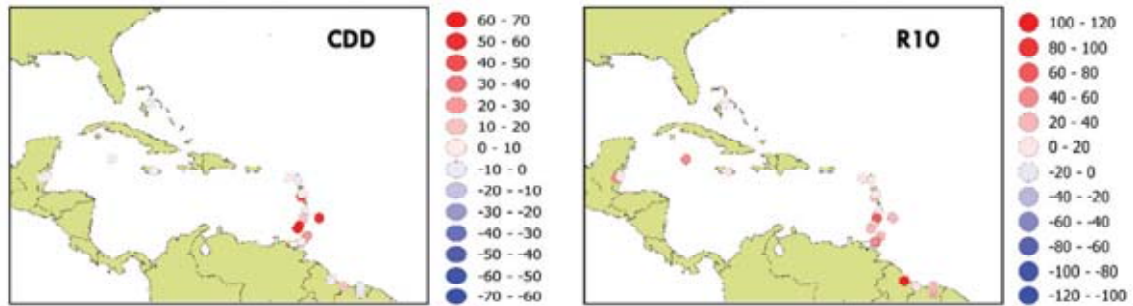 CDD
60 - 70
50 - 60
40 - 50
30 - 40
20 - 30
10 - 20
0 - 10
-10 - 0
-20 - -10
-30 - -20
-40 - -30
-50 - -40
-60 - -50
-70 - -60
R10
100 - 120
80 - 100
60 - 80
40 - 60
20 - 40
0 - 20
-20 - 0
-40 - -20
-60 - -40
-80 - -60
-100 - -80
-120 - -100